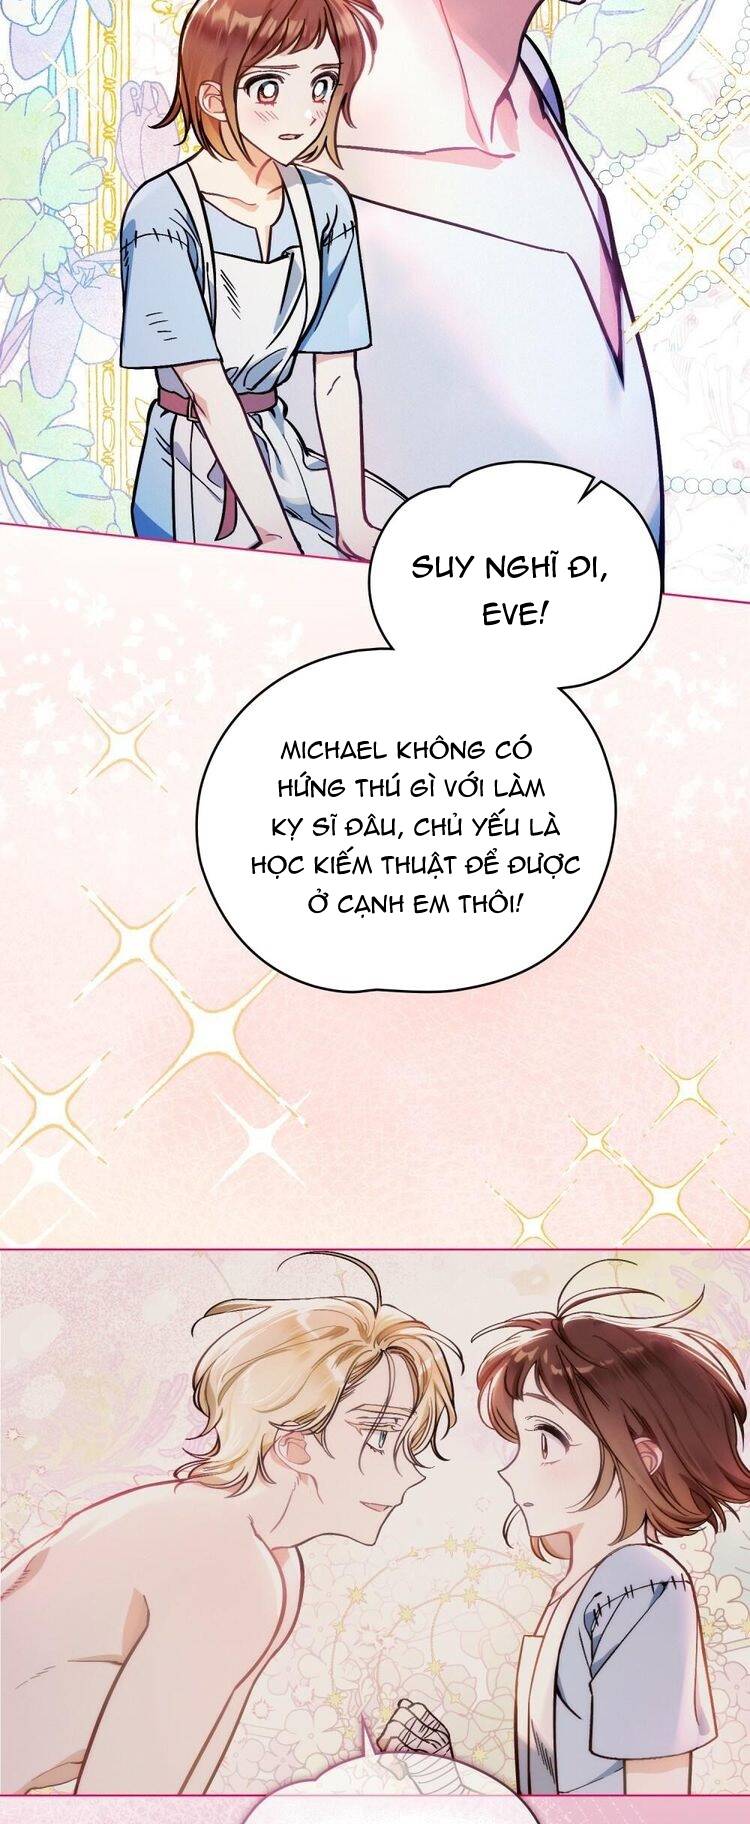 SUY NGHĨ ĐI,
EVE!
MICHAEL KHÔNG CÓ
HỨNG THÚ GÌ VỚI LÀM
KỴ SĨ ĐÂU, CHỦ YẾU LÀ
HỌC KIẾM THUẬT ĐỂ ĐƯỢC
Ở CẠNH EM THÔI!